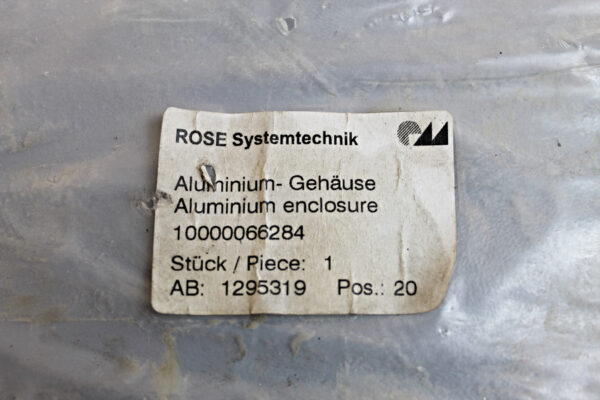 ROSE Systemtechnik
Aluminium- Gehäuse
Aluminium enclosure
10000066284
Stück / Piece: 1
AB: 1295319 Pos.: 20